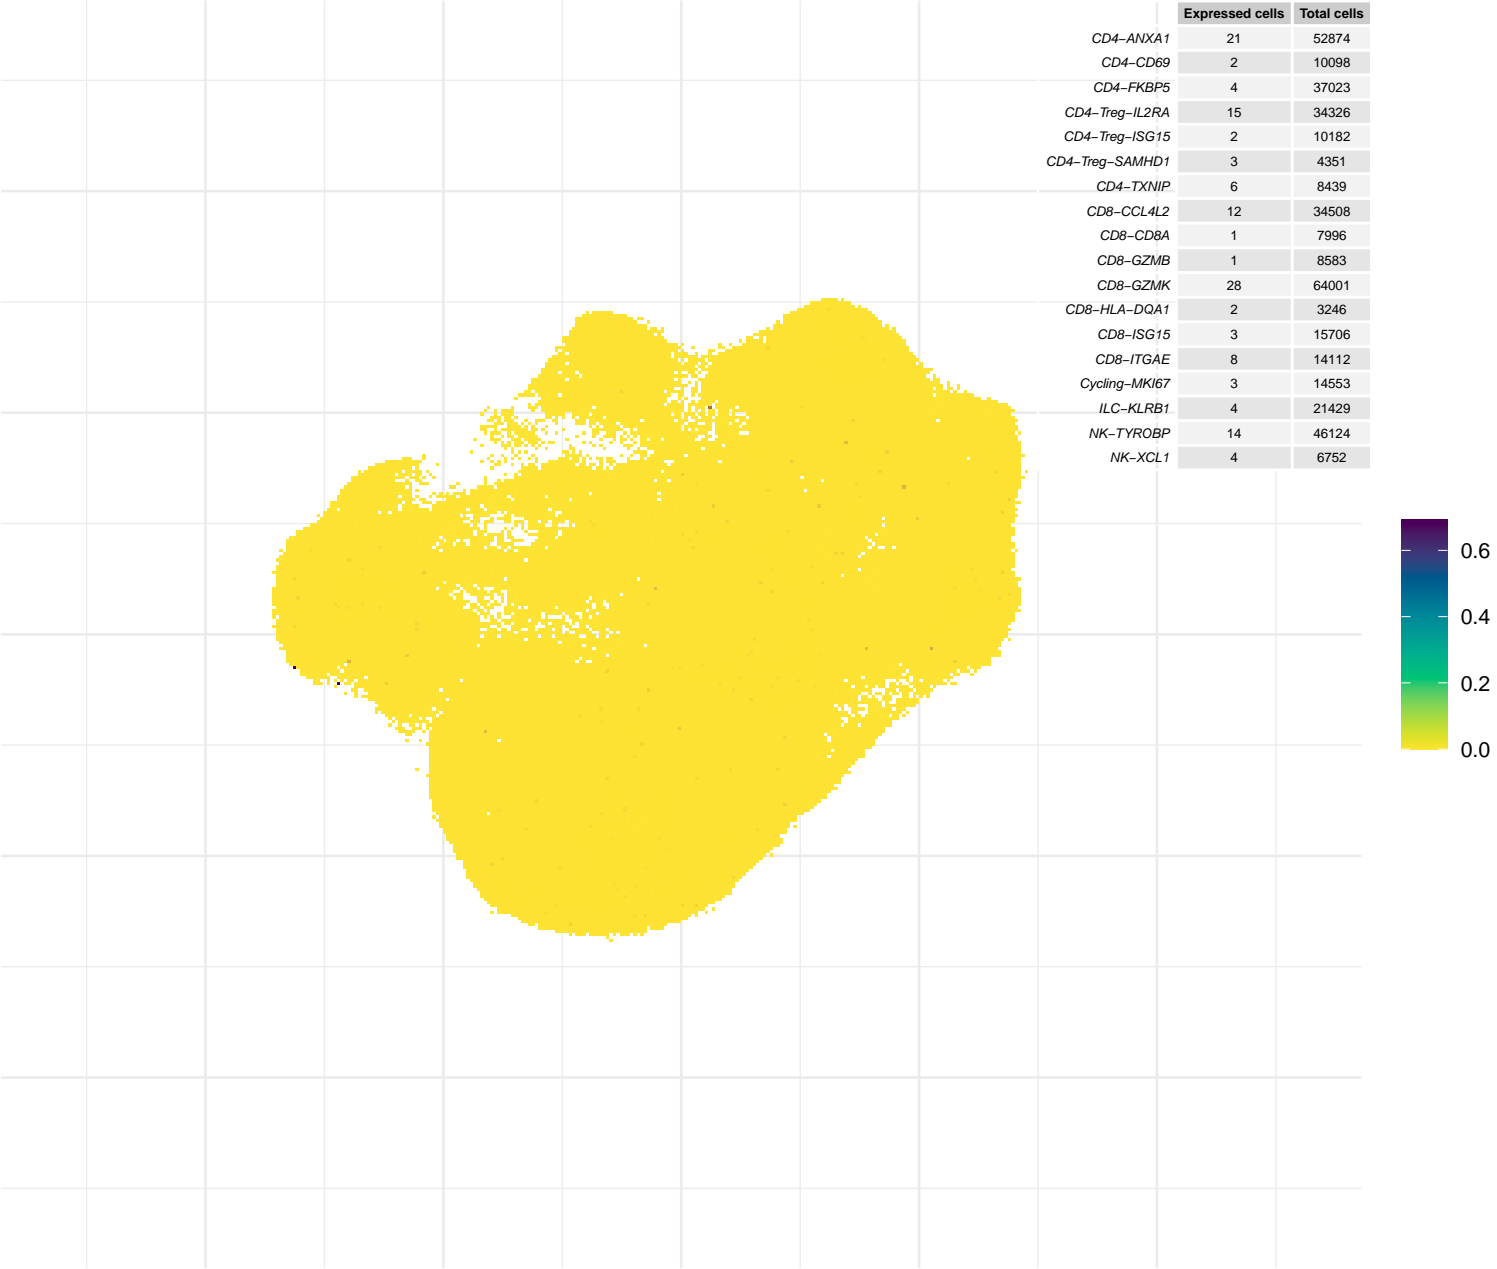 Expressed cells Total cells
CD4−ANXA1 21 52874
CD4−CD69 2 10098
CD4−FKBP5 4 37023
CD4−Treg−IL2RA 15 34326
CD4−Treg−ISG15 2 10182
CD4−Treg−SAMHD1 3 4351
CD4−TXNIP 6 8439
CD8−CCL4L2 12 34508
CD8−CD8A 1 7996
CD8−GZMB 1 8583
CD8−GZMK 28 64001
CD8−HLA−DQA1 2 3246
CD8−ISG15 3 15706
CD8−ITGAE 8 14112
Cycling−MKI67 3 14553
ILC−KLRB1 4 21429
NK−TYROBP 14 46124
NK−XCL1 4 6752
0.6
0.4
0.2
0.0